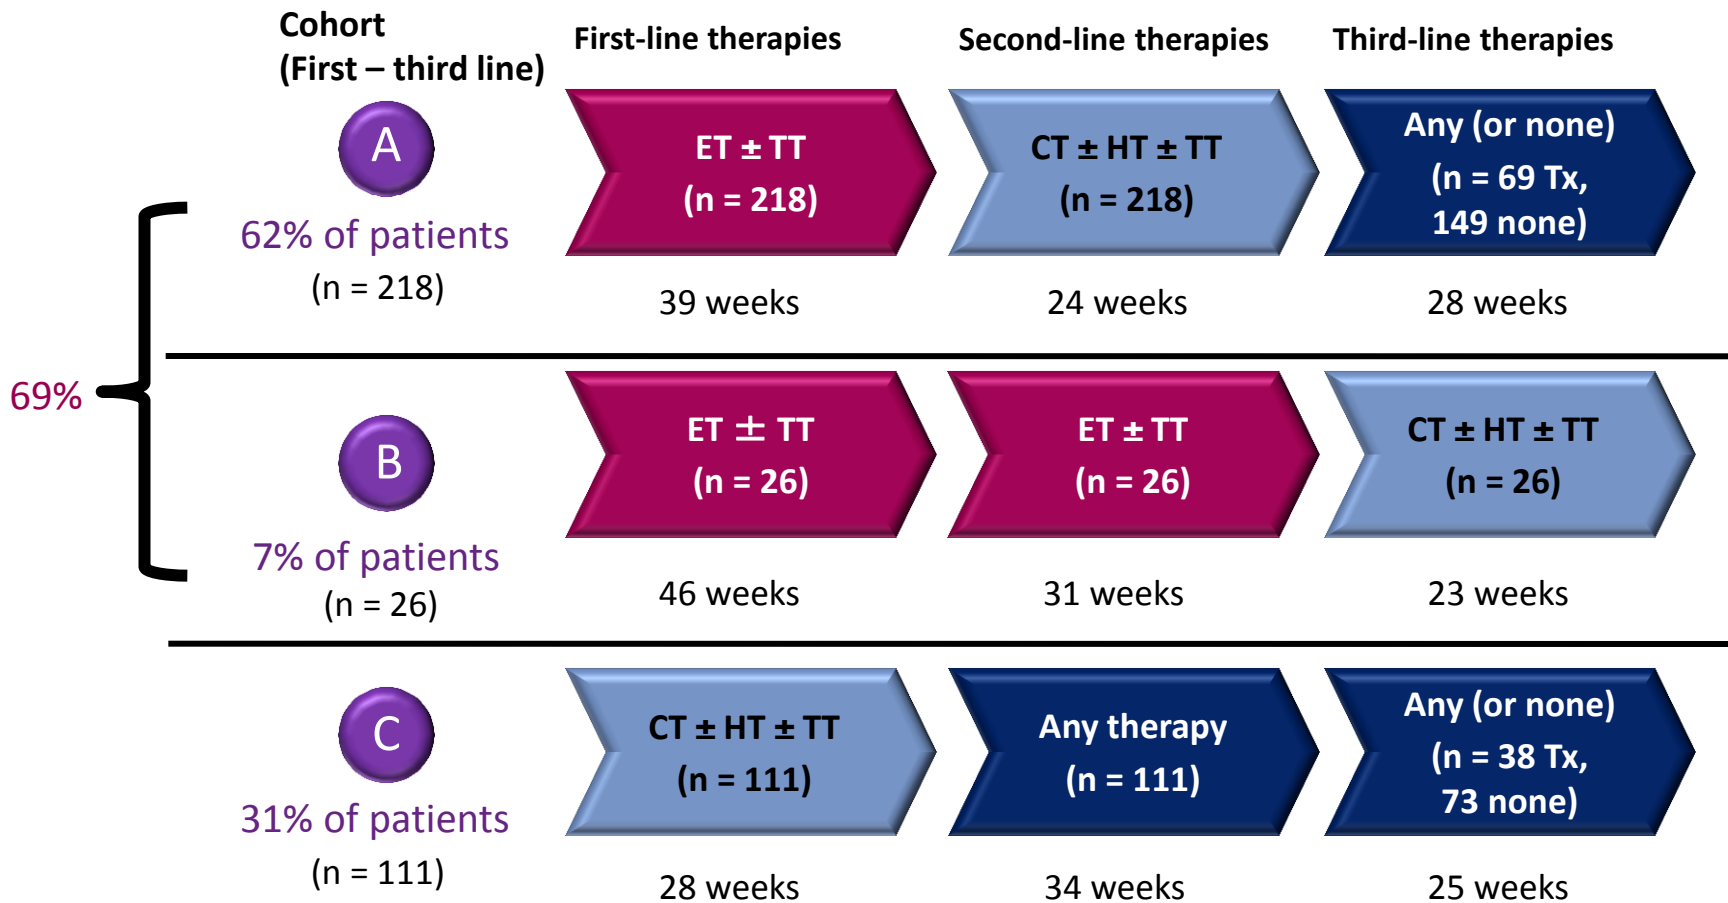 Cohort
(First – third line)
First-line therapies
Second-line therapies
Third-line therapies
A
62% of patients
(n = 218)
ET ± TT
(n = 218)
39 weeks
CT ± HT ± TT
(n = 218)
24 weeks
Any (or none)
(n = 69 Tx,
149 none)
28 weeks
69%
B
7% of patients
(n = 26)
ET ± TT
(n = 26)
46 weeks
ET ± TT
(n = 26)
31 weeks
CT ± HT ± TT
(n = 26)
23 weeks
C
31% of patients
(n = 111)
CT ± HT ± TT
(n = 111)
28 weeks
Any therapy
(n = 111)
34 weeks
Any (or none)
(n = 38 Tx,
73 none)
25 weeks